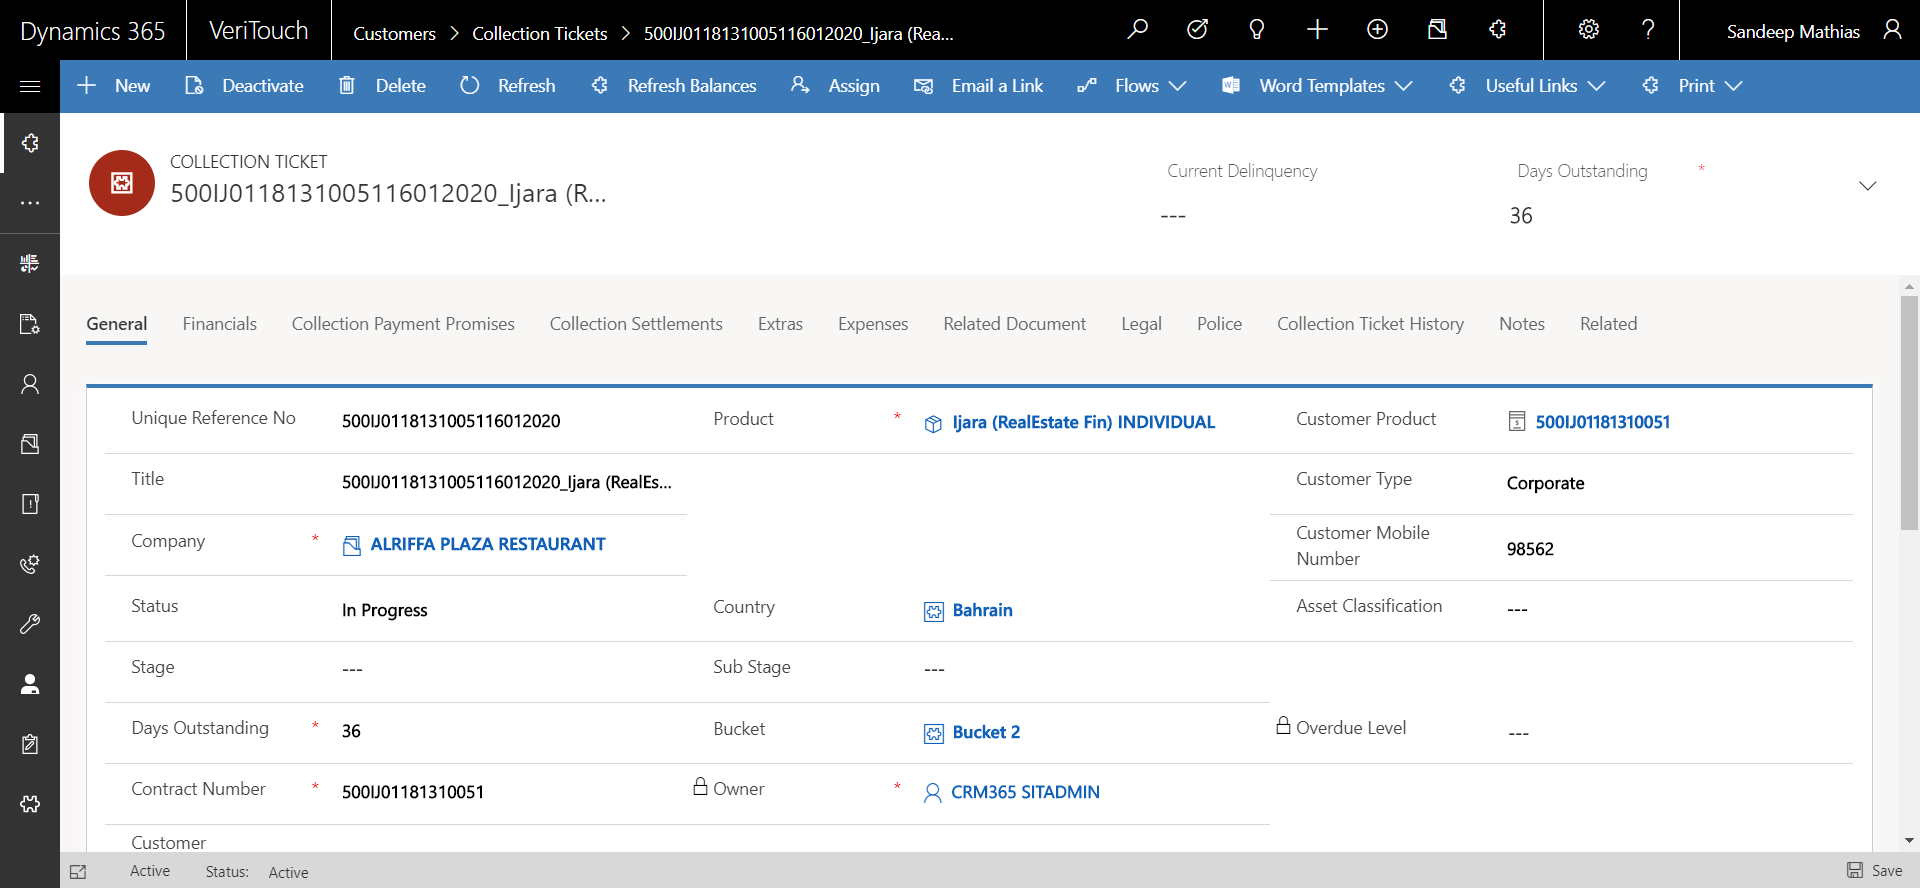 Dynamics 365 VeriTouch Customers > Collection Tickets > 500IJ0118131005116012020_Ijara (Rea... ? Sandeep Mathias
New Deactivate Delete Refresh Refresh Balances Assign Email a Link Flows Word Templates Useful Links Print
COLLECTION TICKET
500IJ0118131005116012020_Ijara (R...
Current Delinquency Days Outstanding *
--- 36
General Financials Collection Payment Promises Collection Settlements Extras Expenses Related Document Legal Police Collection Ticket History Notes Related
Unique Reference No 500IJ0118131005116012020 Product * Ijara (RealEstate Fin) INDIVIDUAL Customer Product 500IJ01181310051
Title 500IJ0118131005116012020_Ijara (RealEs... Customer Type Corporate
Company * ALRIFFA PLAZA RESTAURANT Customer Mobile
Number 98562
Status In Progress Country Bahrain Asset Classification ---
Stage --- Sub Stage ---
Days Outstanding * 36 Bucket Bucket 2 Overdue Level ---
Contract Number * 500IJ01181310051 Owner * CRM365 SITADMIN
Customer
Active Status: Active Save